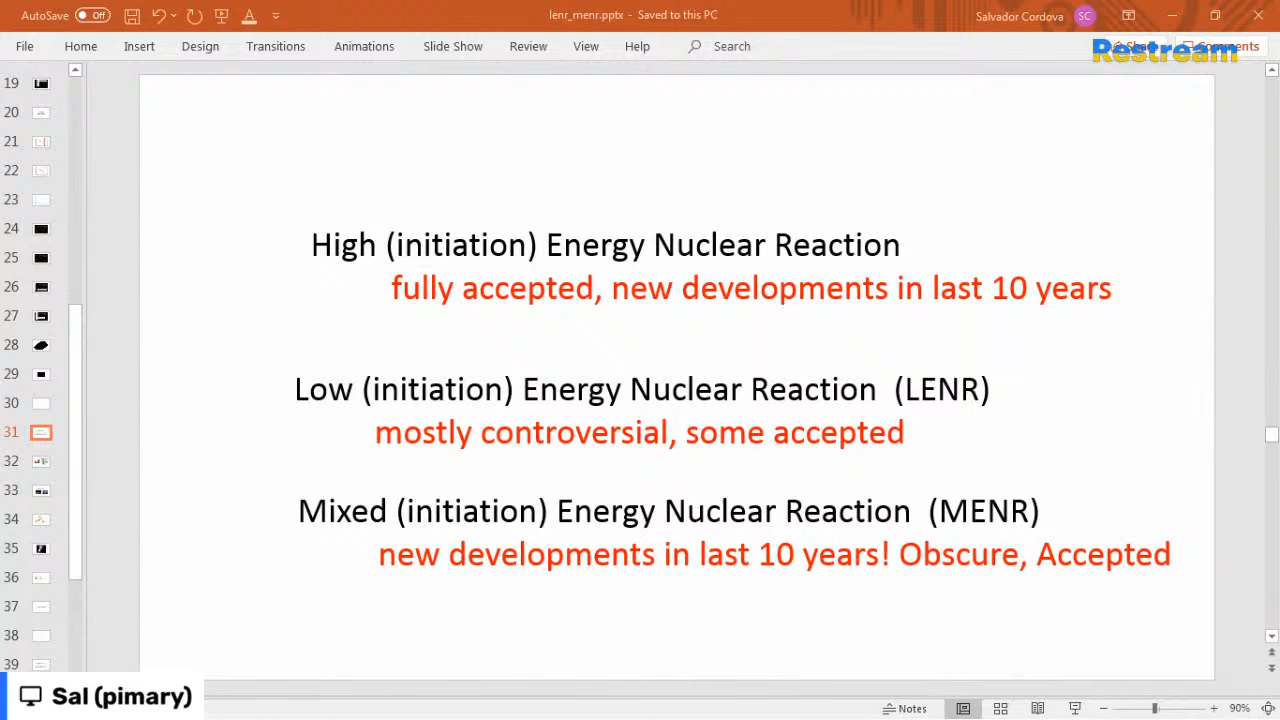 AutoSave Off lenr_menr.pptx - Saved to this PC Salvador Cordova SC
File Home Insert Design Transitions Animations Slide Show Review View Help Search Share Comments
Restream
19
20
21
22
23
24
25
26
27
28
29
30
31
32
33
34
35
36
37
38
39
High (initiation) Energy Nuclear Reaction
fully accepted, new developments in last 10 years
Low (initiation) Energy Nuclear Reaction (LENR)
mostly controversial, some accepted
Mixed (initiation) Energy Nuclear Reaction (MENR)
new developments in last 10 years! Obscure, Accepted
Sal (pimary)
Notes 90%